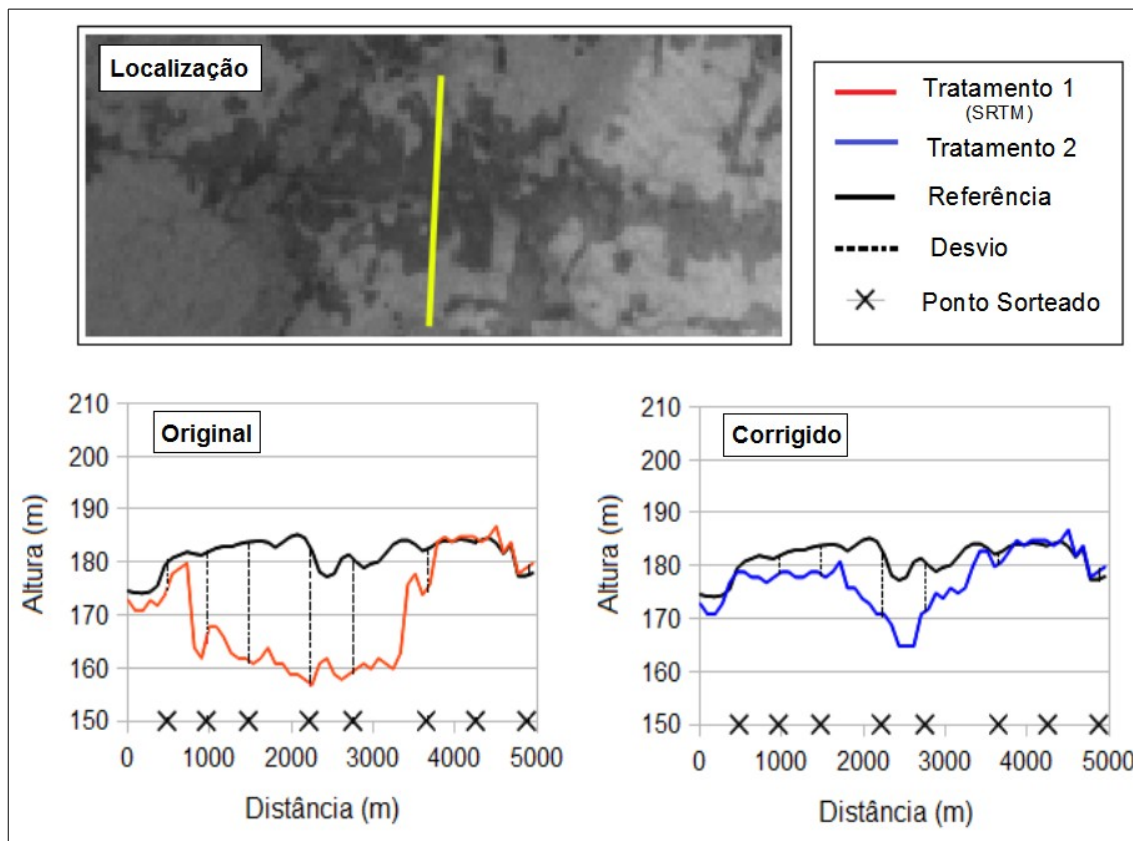 Localização
Tratamento 1
(SRTM)
Tratamento 2
Referência
Desvio
Ponto Sorteado
Original
Altura (m)
210
200
190
180
170
160
150
0 1000 2000 3000 4000 5000
Distância (m)
Corrigido
Altura (m)
210
200
190
180
170
160
150
0 1000 2000 3000 4000 5000
Distância (m)